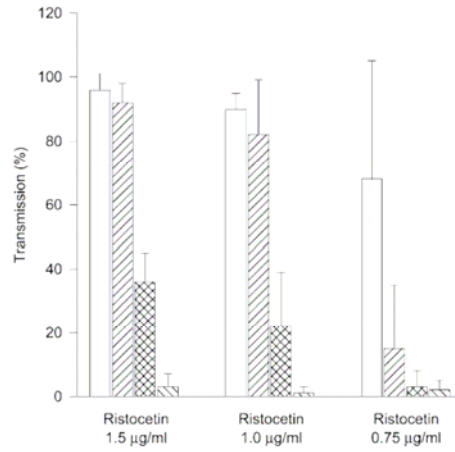 120
100
80
60
40
20
0
Transmission (%)
Ristocetin
1.5 μg/ml
Ristocetin
1.0 μg/ml
Ristocetin
0.75 μg/ml